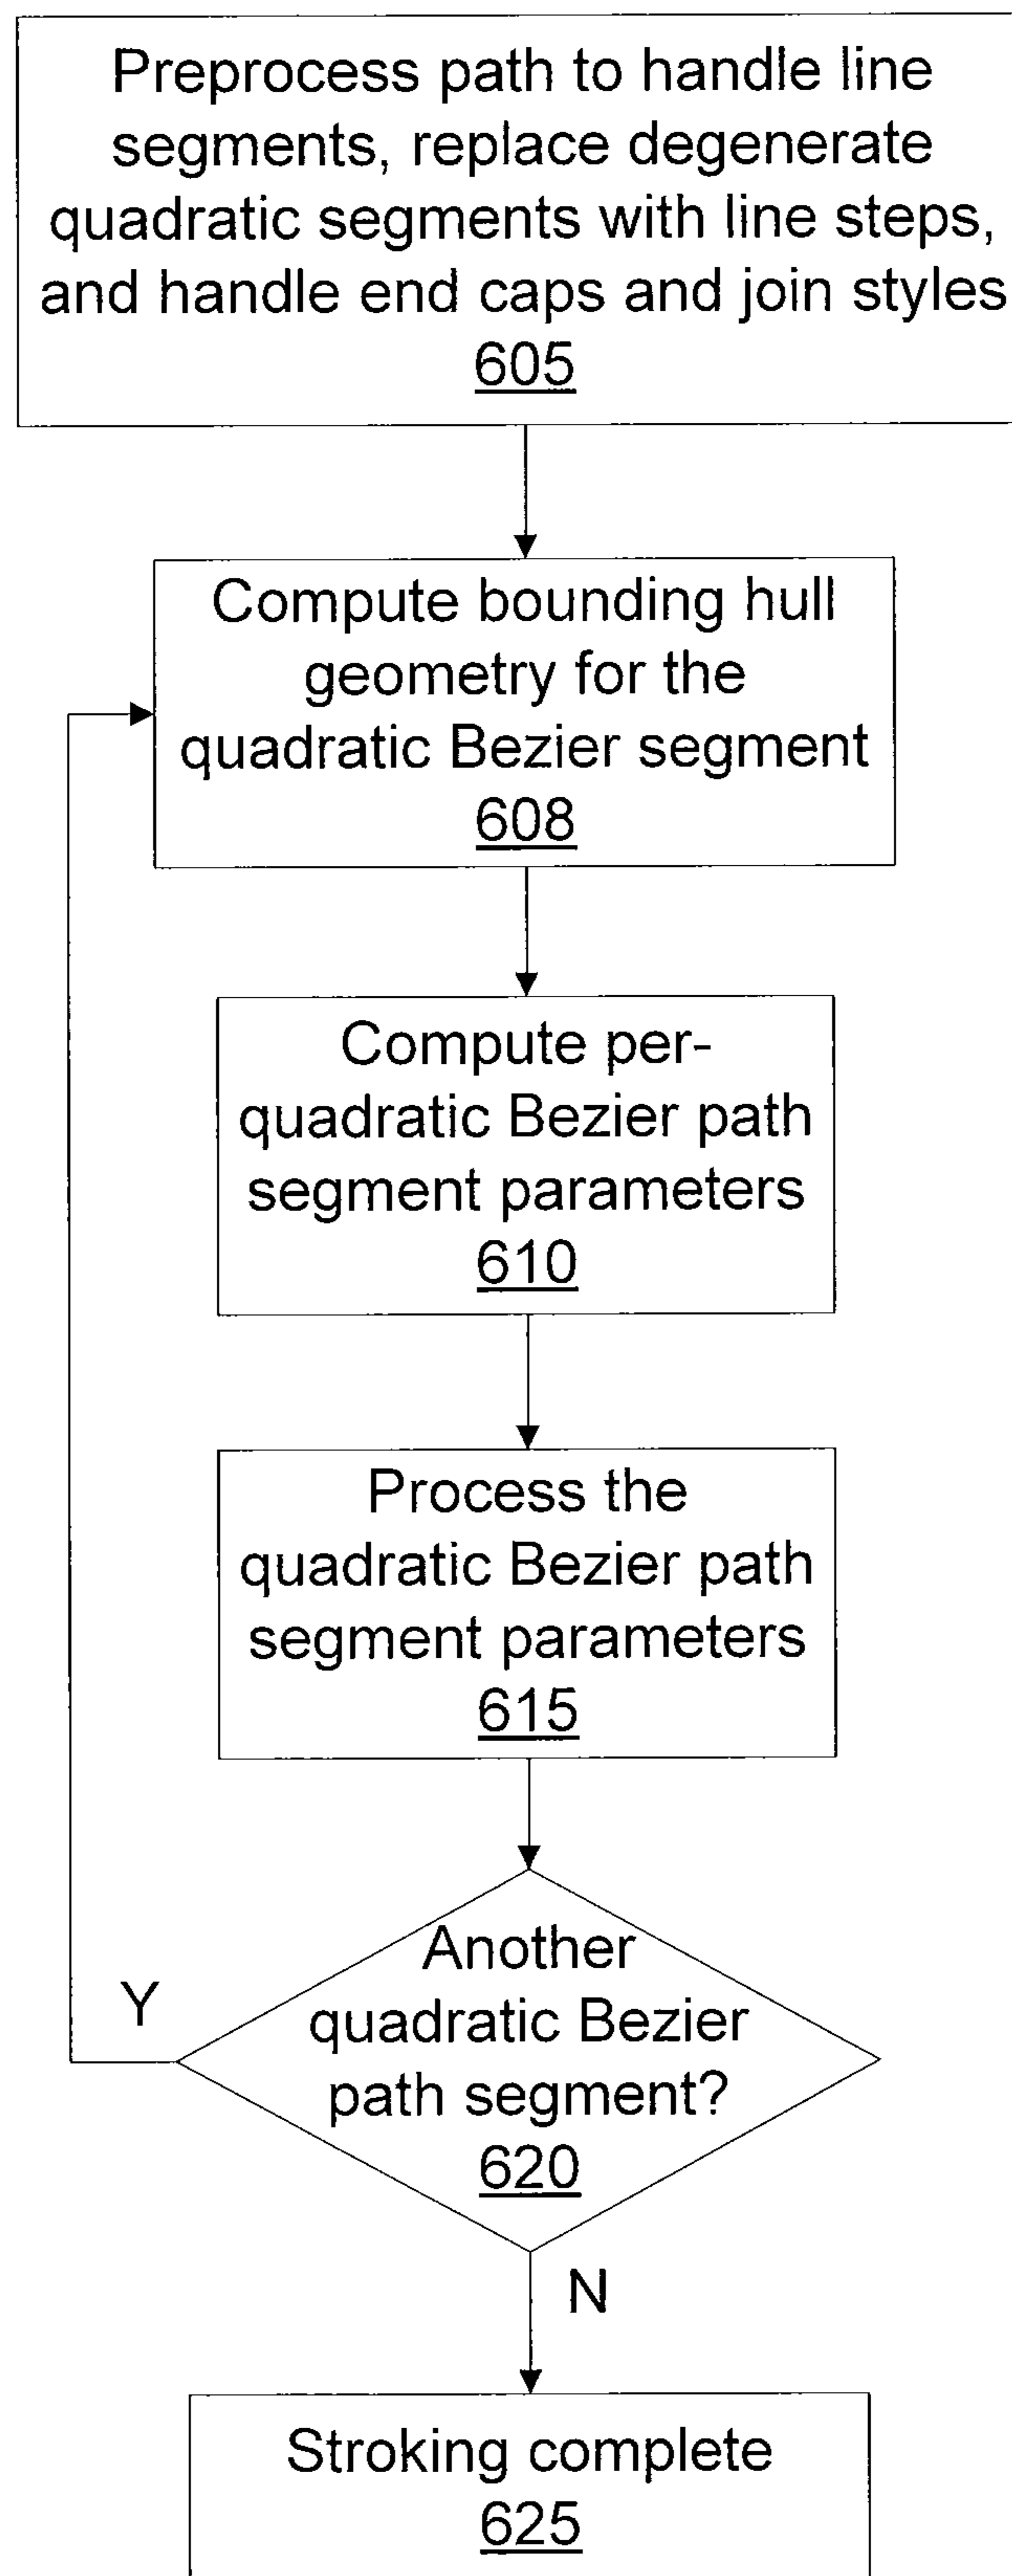 Preprocess path to handle line
segments, replace degenerate
quadratic segments with line steps,
and handle end caps and join styles
605
Compute bounding hull
geometry for the
quadratic Bezier segment
608
Compute per-
quadratic Bezier path
segment parameters
610
Process the
quadratic Bezier path
segment parameters
615
Another
quadratic Bezier
path segment?
620
Y
N
Stroking complete
625